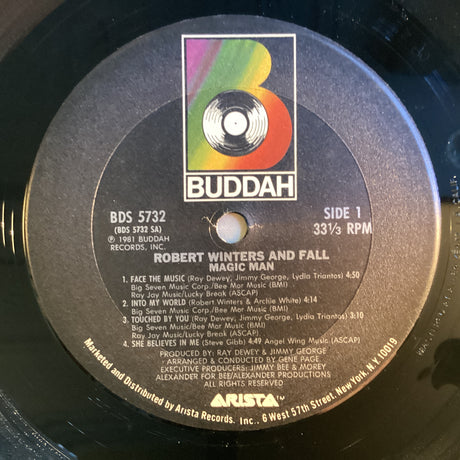 B
BUDDAH
BDS 5732
(BDS 5732 SA)
℗ 1981 BUDDAH
RECORDS, INC.
SIDE 1
33⅓ RPM
ROBERT WINTERS AND FALL
MAGIC MAN
1. FACE THE MUSIC (Ray Dewey, Jimmy George, Lydia Triantos) 4:50
Big Seven Music Corp./Bee Mor Music (BMI)
Ray Jay Music/Lucky Break (ASCAP)
2. INTO MY WORLD (Robert Winters & Archie White) 4:14
Big Seven Music Corp./Bee Mor Music (BMI)
3. TOUCHED BY YOU (Ray Dewey, Jimmy George, Lydia Triantos) 3:10
Big Seven Music/Bee Mor Music (BMI)
Ray Jay Music/Lucky Break (ASCAP)
4. SHE BELIEVES IN ME (Steve Gibb) 4:49 Angel Wing Music (ASCAP)
PRODUCED BY: RAY DEWEY & JIMMY GEORGE
ARRANGED & CONDUCTED BY: GENE PAGE
EXECUTIVE PRODUCERS: JIMMY BEE & MOREY
ALEXANDER FOR BEE/ALEXANDER PRODUCTIONS
ALL RIGHTS RESERVED
ARISTA
Marketed and Distributed by Arista Records. Inc., 6 West 57th Street, New York, N.Y. 10019